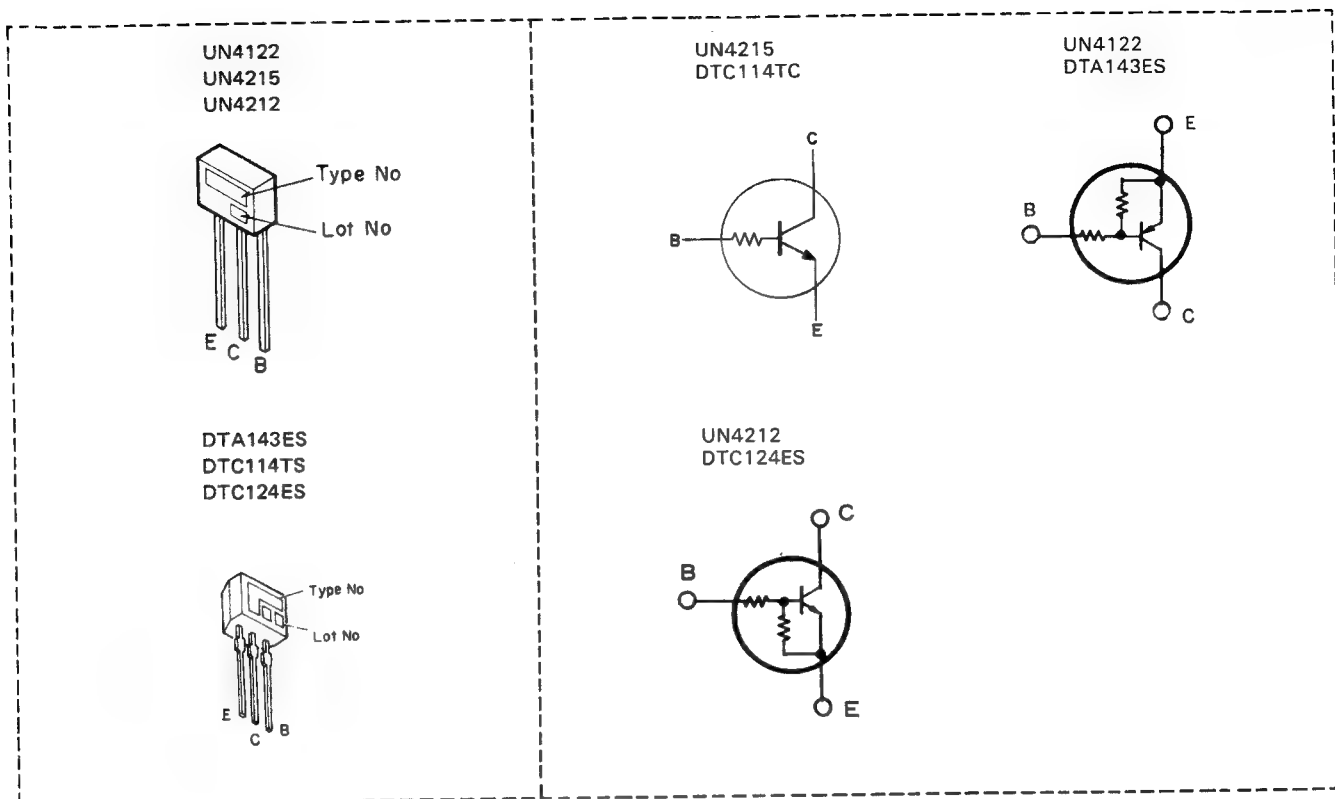 UN4122
UN4215
UN4212
Type No
Lot No
E
C
B
DTA143ES
DTC114TS
DTC124ES
Type No
Lot No
E
C
B
UN4215
DTC114TC
C
B
E
UN4122
DTA143ES
E
B
C
UN4212
DTC124ES
C
B
E